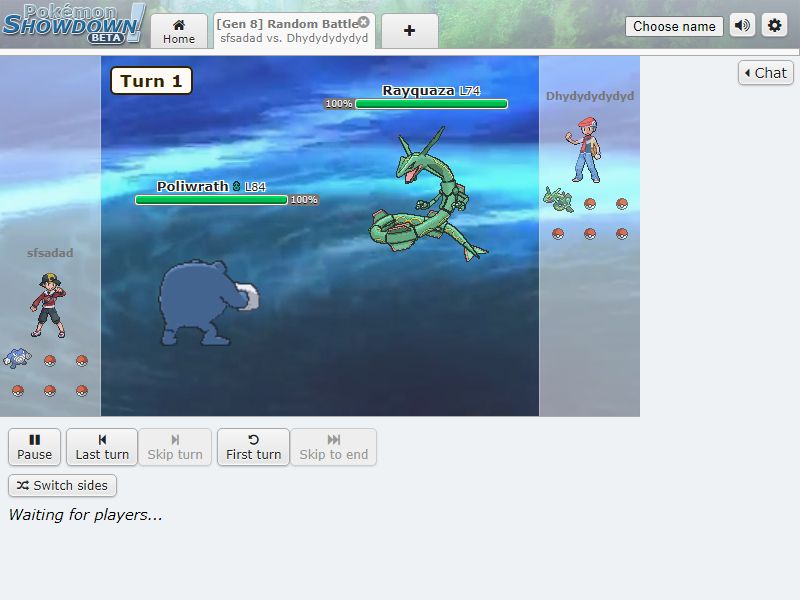 Pokémon
SHOWDOWN!
BETA
Home
[Gen 8] Random Battle
sfsadad vs. Dhydydydydyd
+
Choose name
Chat
Turn 1
Rayquaza L74
100%
Dhydydydydyd
Poliwrath L84
100%
sfsadad
Pause
Last turn
Skip turn
First turn
Skip to end
Switch sides
Waiting for players...